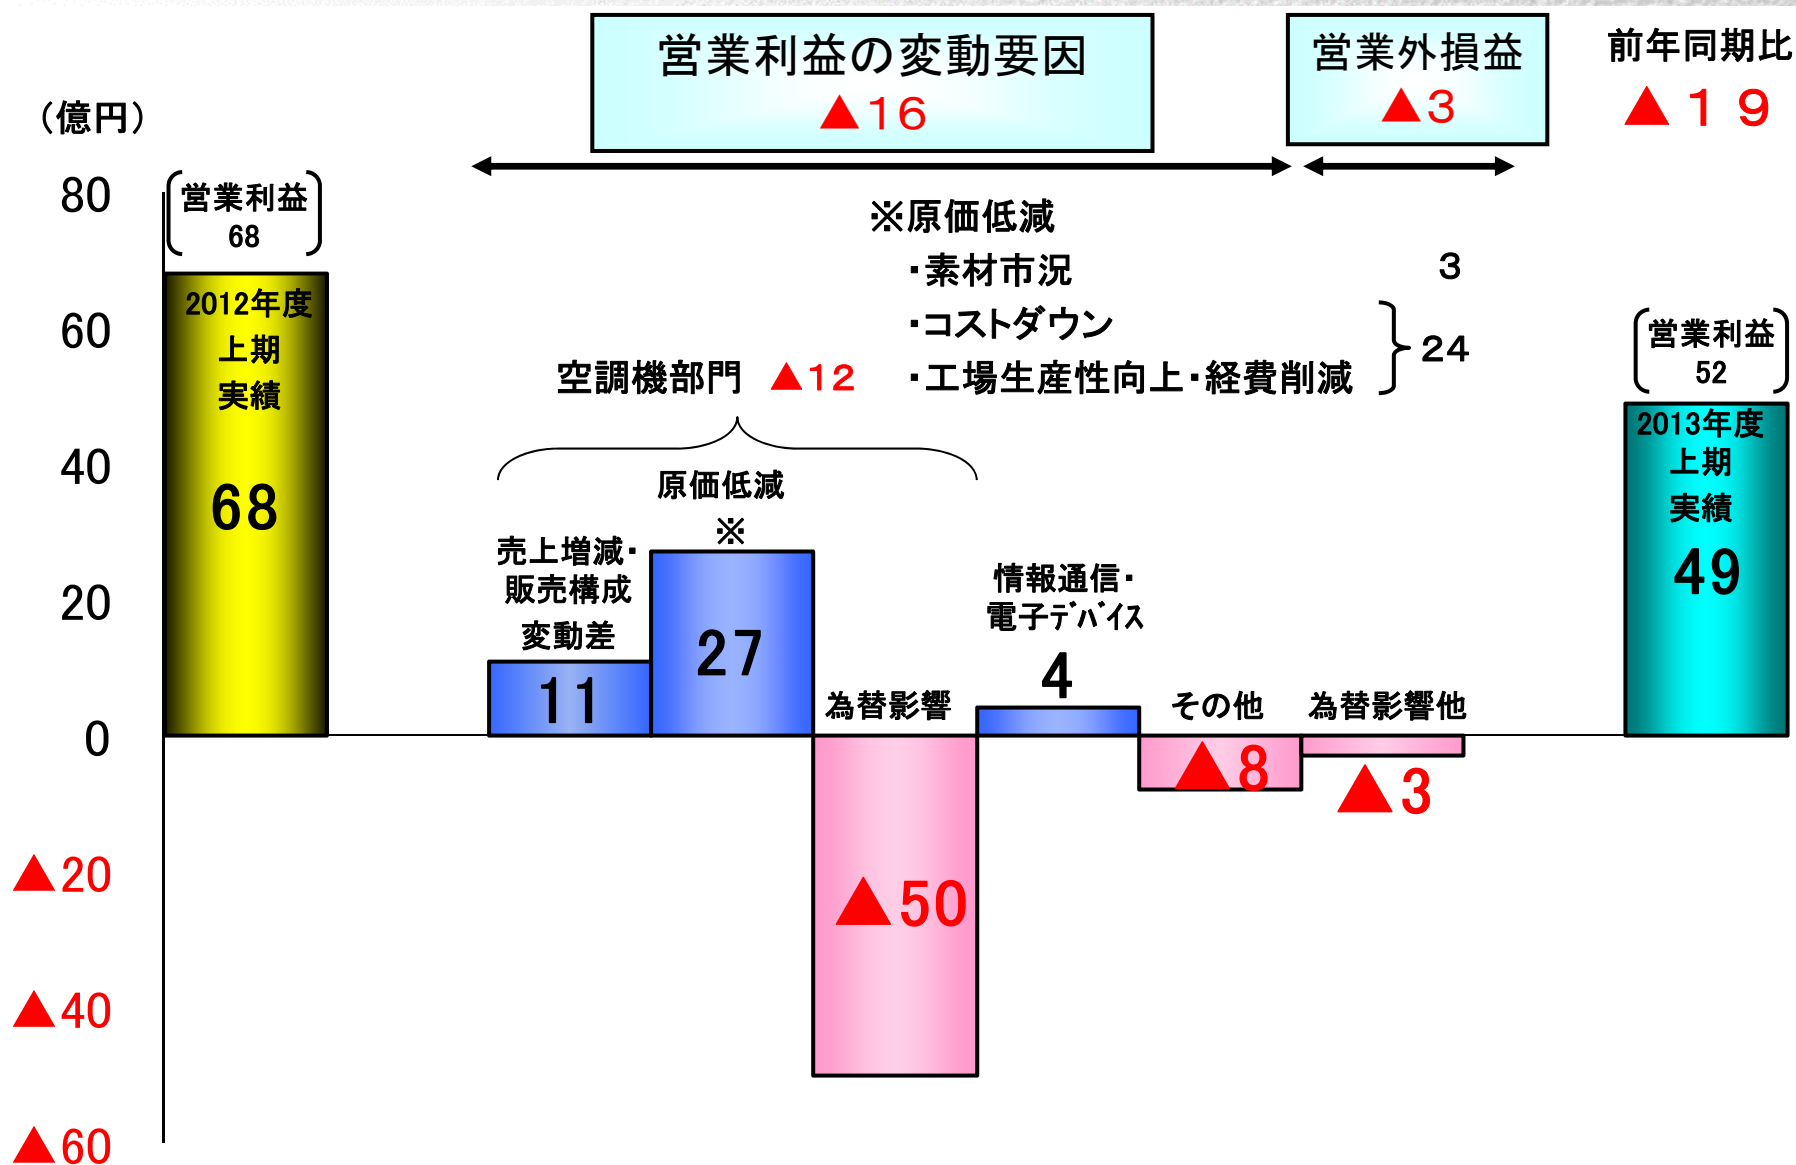 営業利益の変動要因
▲16
営業外損益
▲3
前年同期比
▲１９
（億円）
80
60
40
20
0
▲20
▲40
▲60
営業利益
68
2012年度
上期
実績
68
※原価低減
・素材市況 3
・コストダウン
・工場生産性向上・経費削減
24
空調機部門 ▲12
売上増減・
販売構成
変動差
11
原価低減
※
27
為替影響
▲50
情報通信・
電子ﾃﾞﾊﾞｲｽ
4
その他
▲8
為替影響他
▲3
営業利益
52
2013年度
上期
実績
49